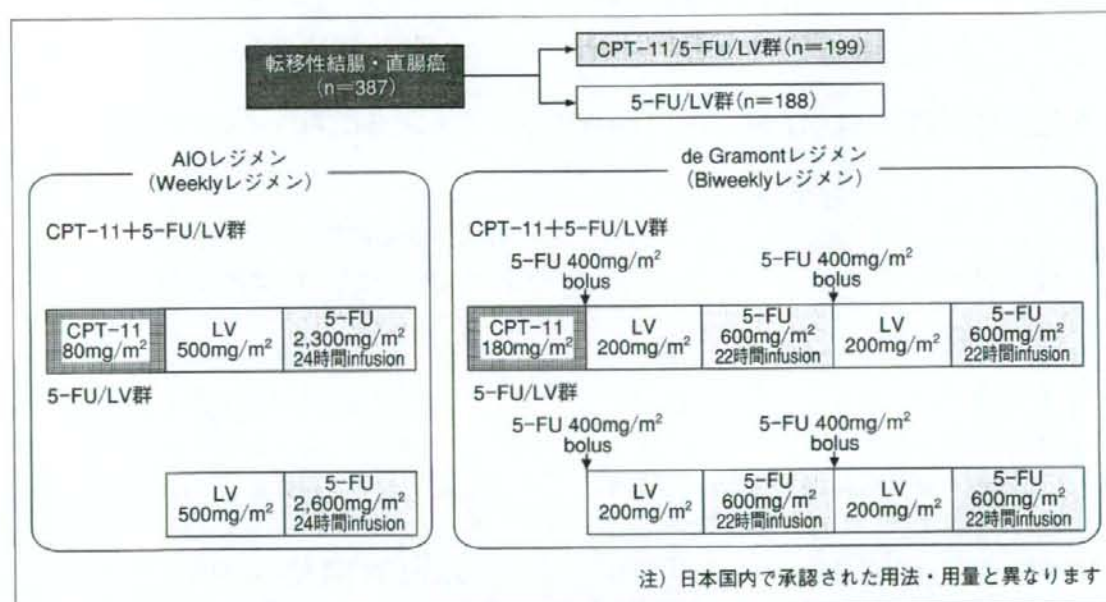 転移性結腸・直腸癌
(n＝387)
CPT-11/5-FU/LV群(n＝199)
5-FU/LV群(n＝188)
AIOレジメン
(Weeklyレジメン)
CPT-11＋5-FU/LV群
CPT-11
80mg/m²
LV
500mg/m²
5-FU
2,300mg/m²
24時間infusion
5-FU/LV群
LV
500mg/m²
5-FU
2,600mg/m²
24時間infusion
de Gramontレジメン
(Biweeklyレジメン)
CPT-11＋5-FU/LV群
5-FU 400mg/m²
bolus
5-FU 400mg/m²
bolus
CPT-11
180mg/m²
LV
200mg/m²
5-FU
600mg/m²
22時間infusion
LV
200mg/m²
5-FU
600mg/m²
22時間infusion
5-FU/LV群
5-FU 400mg/m²
bolus
5-FU 400mg/m²
bolus
LV
200mg/m²
5-FU
600mg/m²
22時間infusion
LV
200mg/m²
5-FU
600mg/m²
22時間infusion
注）日本国内で承認された用法・用量と異なります